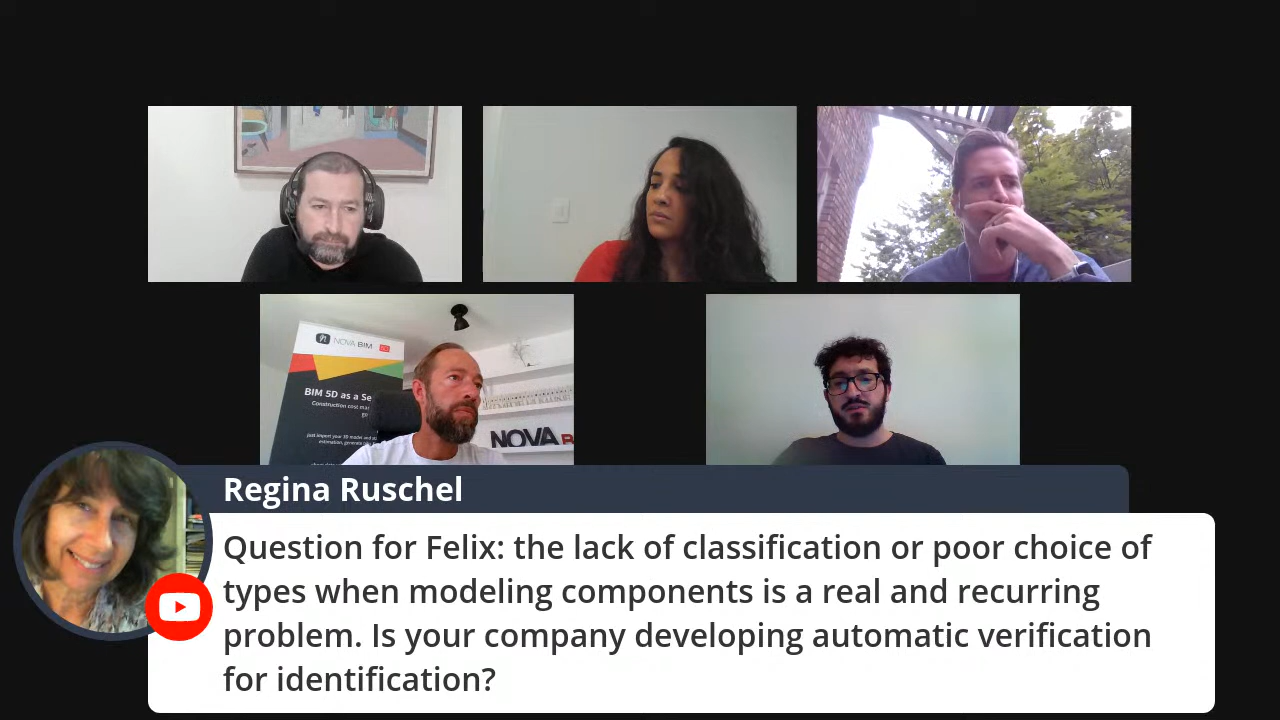 NOVA BIM
BIM 5D as a Se
Construction cost ma
NOVA B
Regina Ruschel
Question for Felix: the lack of classification or poor choice of
types when modeling components is a real and recurring
problem. Is your company developing automatic verification
for identification?